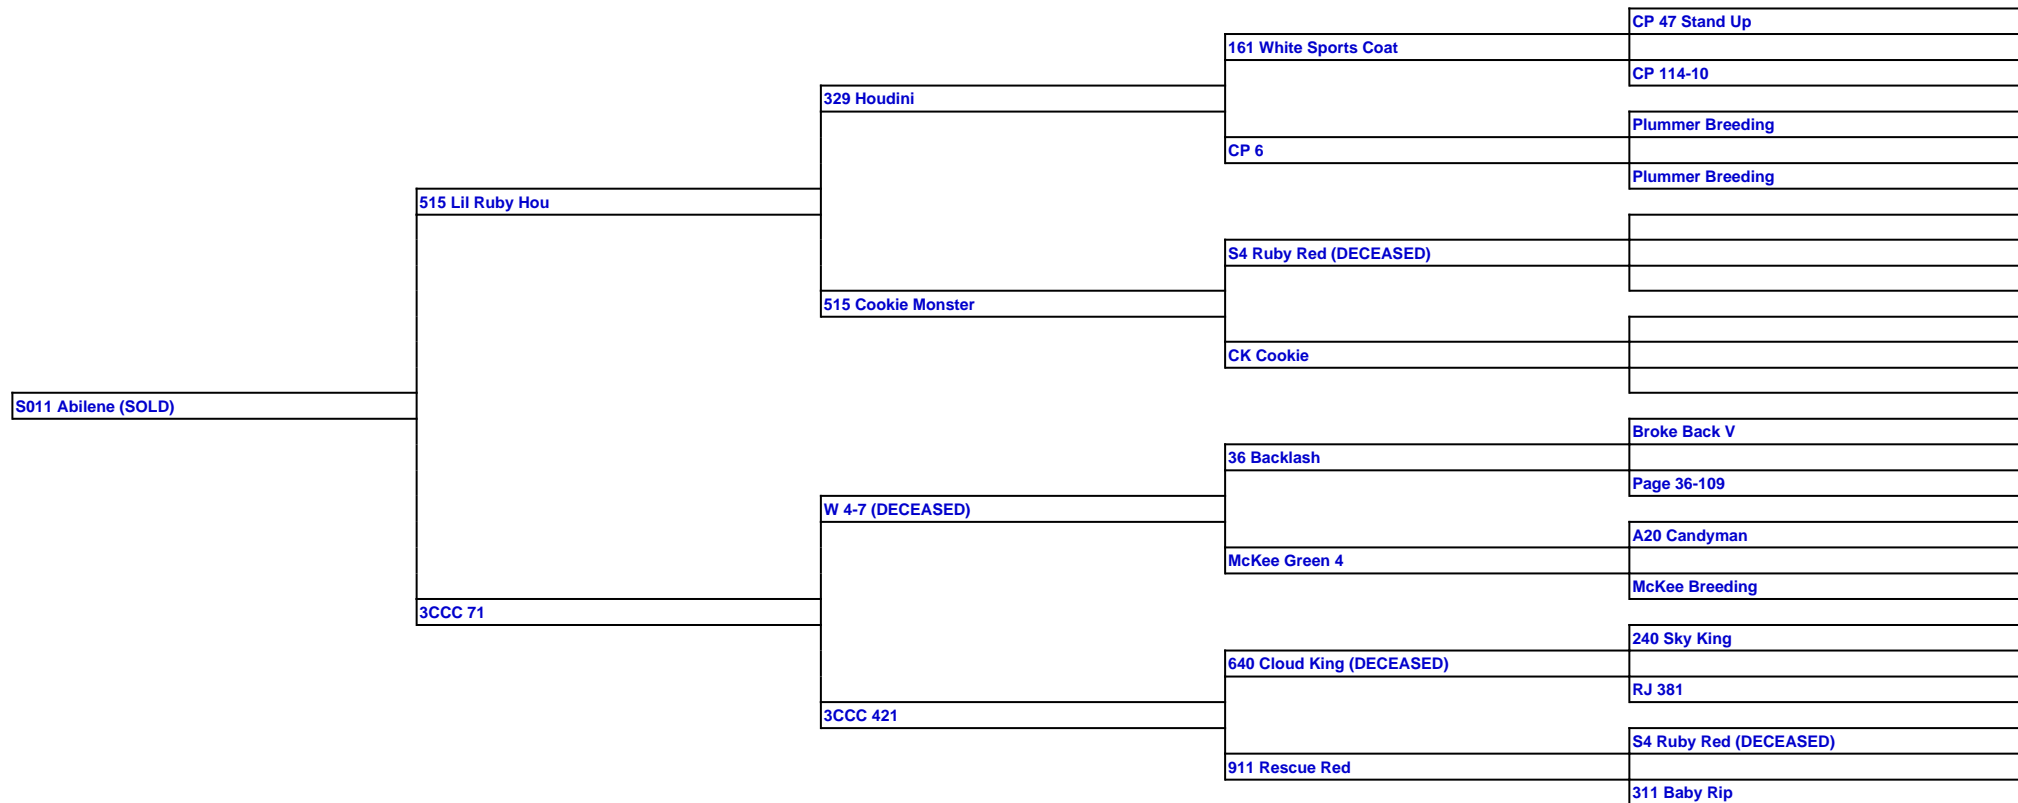 CP 47 Stand Up
161 White Sports Coat
CP 114-10
329 Houdini
Plummer Breeding
CP 6
Plummer Breeding
515 Lil Ruby Hou
S4 Ruby Red (DECEASED)
515 Cookie Monster
CK Cookie
S011 Abilene (SOLD)
Broke Back V
36 Backlash
Page 36-109
W 4-7 (DECEASED)
A20 Candyman
McKee Green 4
McKee Breeding
3CCC 71
240 Sky King
640 Cloud King (DECEASED)
RJ 381
3CCC 421
S4 Ruby Red (DECEASED)
911 Rescue Red
311 Baby Rip